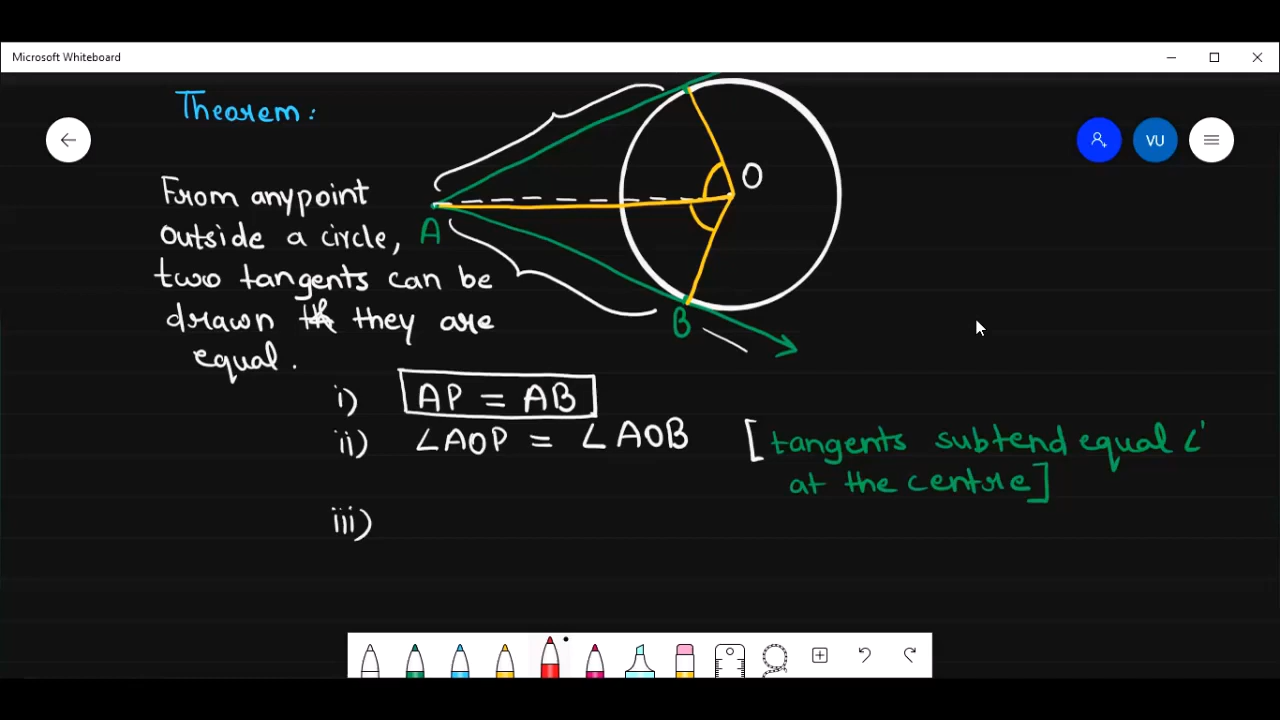 Microsoft Whiteboard
Theorem:
VU
O
From anypoint
outside a circle,
A
two tangents can be
drawn they are
B
equal.
i) AP = AB
ii) ∠AOP = ∠AOB [tangents subtend equal ∠'
at the centre]
iii)